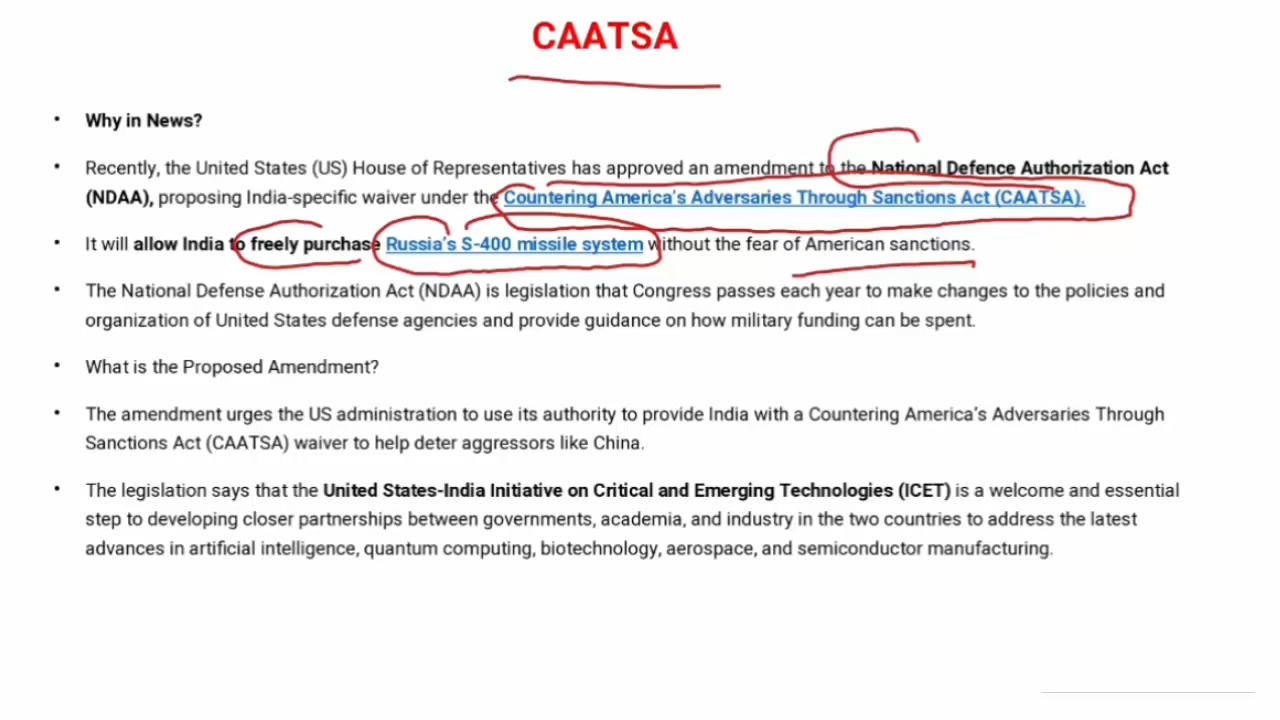 CAATSA
• Why in News?
• Recently, the United States (US) House of Representatives has approved an amendment to the National Defence Authorization Act
(NDAA), proposing India-specific waiver under the Countering America's Adversaries Through Sanctions Act (CAATSA).
• It will allow India to freely purchase Russia's S-400 missile system without the fear of American sanctions.
• The National Defense Authorization Act (NDAA) is legislation that Congress passes each year to make changes to the policies and
organization of United States defense agencies and provide guidance on how military funding can be spent.
• What is the Proposed Amendment?
• The amendment urges the US administration to use its authority to provide India with a Countering America's Adversaries Through
Sanctions Act (CAATSA) waiver to help deter aggressors like China.
• The legislation says that the United States-India Initiative on Critical and Emerging Technologies (ICET) is a welcome and essential
step to developing closer partnerships between governments, academia, and industry in the two countries to address the latest
advances in artificial intelligence, quantum computing, biotechnology, aerospace, and semiconductor manufacturing.